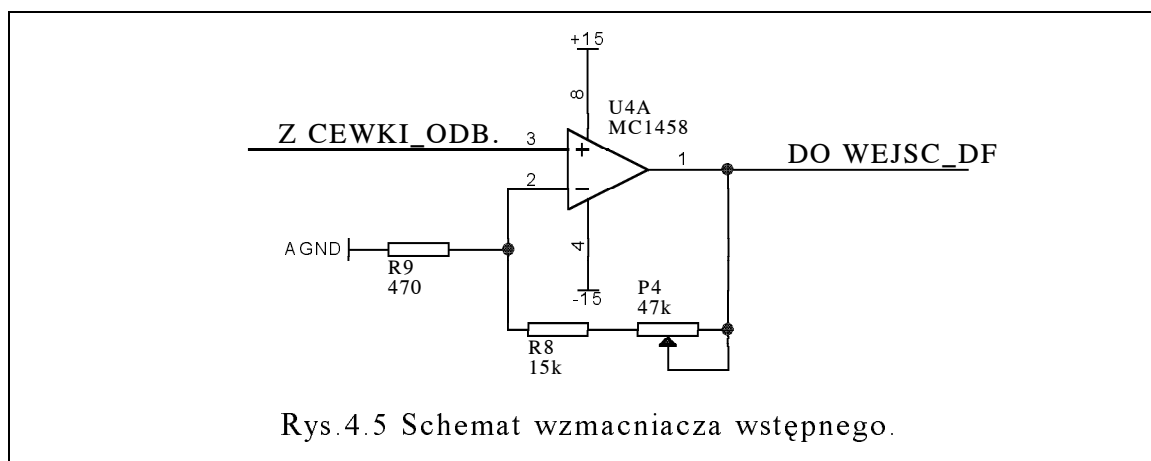 +15
8
U4A
MC1458
Z CEWKI_ODB.
3
+
1
DO WEJSC_DF
2
−
AGND
R9
470
4
-15
P4
47k
R8
15k
Rys.4.5 Schemat wzmacniacza wstępnego.